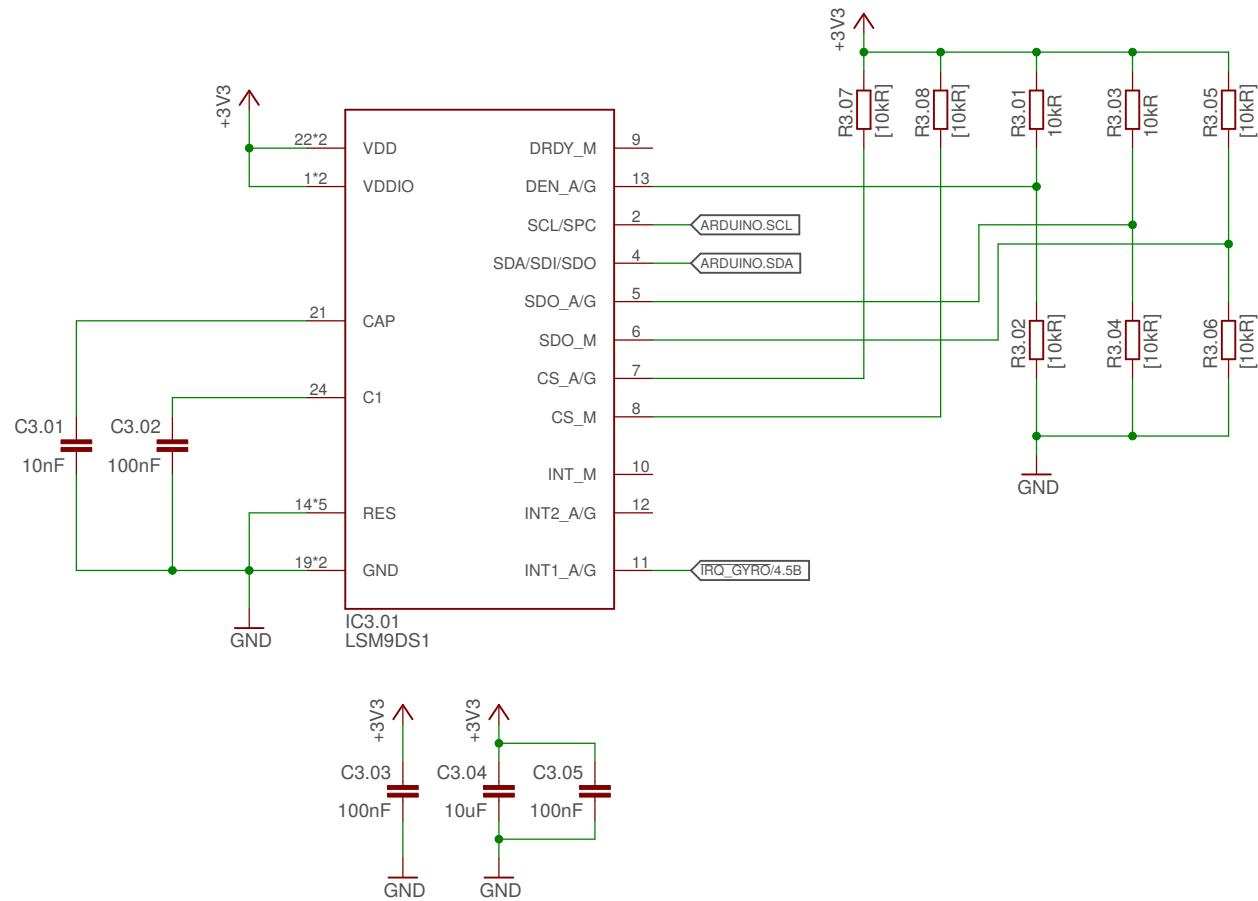 +3V3
+3V3
R3.07
[10kR]
R3.08
[10kR]
R3.01
10kR
R3.03
10kR
R3.05
[10kR]
22*2
VDD
DRDY_M
9
1*2
VDDIO
DEN_A/G
13
SCL/SPC
2
ARDUINO.SCL
SDA/SDI/SDO
4
ARDUINO.SDA
SDO_A/G
5
21
CAP
SDO_M
6
R3.02
[10kR]
R3.04
[10kR]
R3.06
[10kR]
CS_A/G
7
24
C1
CS_M
8
C3.01
10nF
C3.02
100nF
INT_M
10
GND
14*5
RES
INT2_A/G
12
19*2
GND
INT1_A/G
11
IRQ_GYRO/4.5B
GND
IC3.01
LSM9DS1
+3V3
+3V3
C3.03
100nF
C3.04
10uF
C3.05
100nF
GND
GND